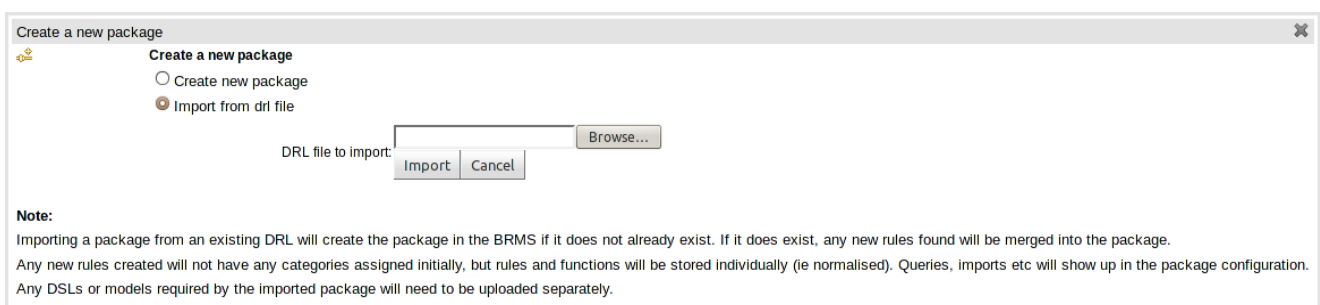 Create a new package
Create a new package
Create new package
Import from drl file
DRL file to import:
Browse...
Import Cancel
Note:
Importing a package from an existing DRL will create the package in the BRMS if it does not already exist. If it does exist, any new rules found will be merged into the package.
Any new rules created will not have any categories assigned initially, but rules and functions will be stored individually (ie normalised). Queries, imports etc will show up in the package configuration.
Any DSLs or models required by the imported package will need to be uploaded separately.